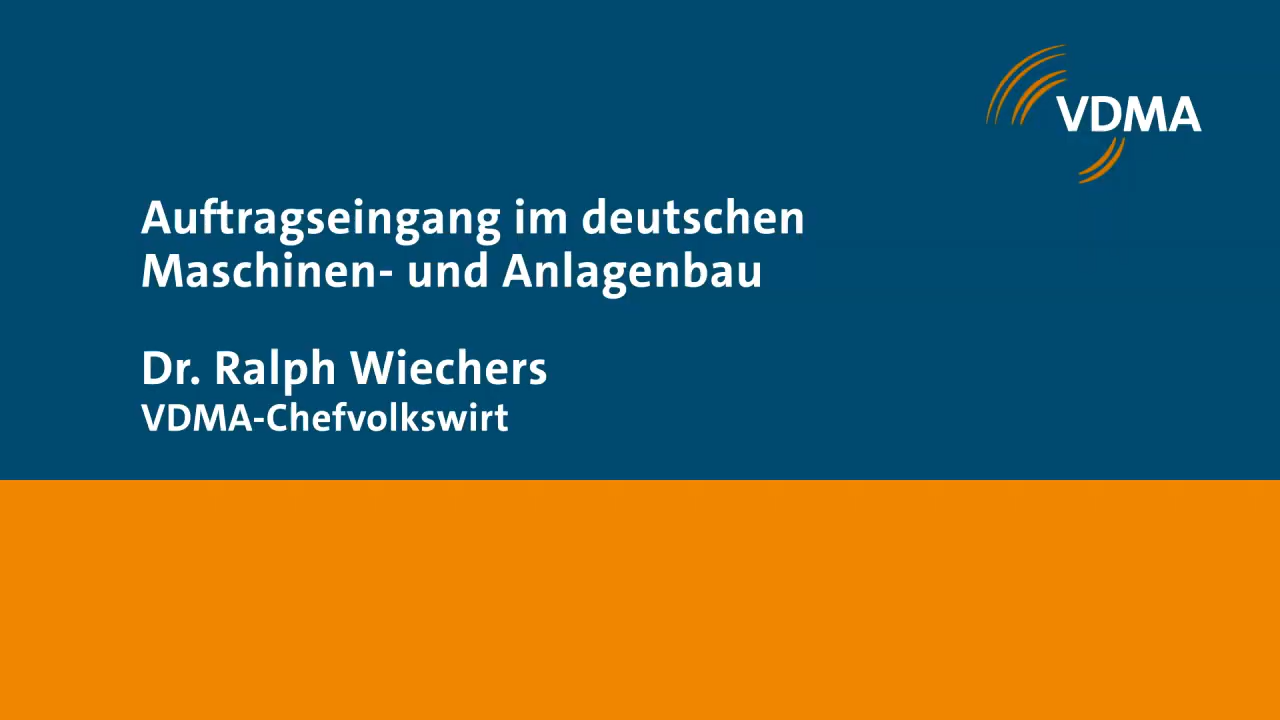 VDMA
Auftragseingang im deutschen
Maschinen- und Anlagenbau
Dr. Ralph Wiechers
VDMA-Chefvolkswirt